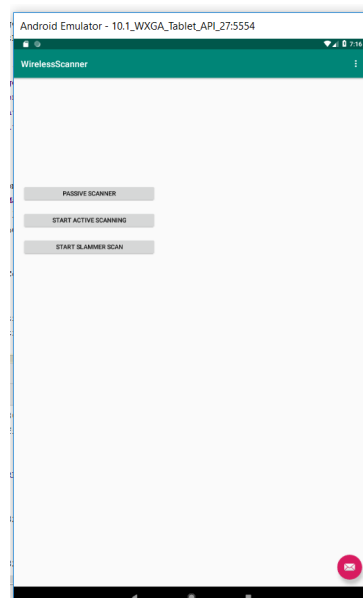 Android Emulator - 10.1_WXGA_Tablet_API_27:5554
7:16
WirelessScanner
PASSIVE SCANNER
START ACTIVE SCANNING
START SLAMMER SCAN